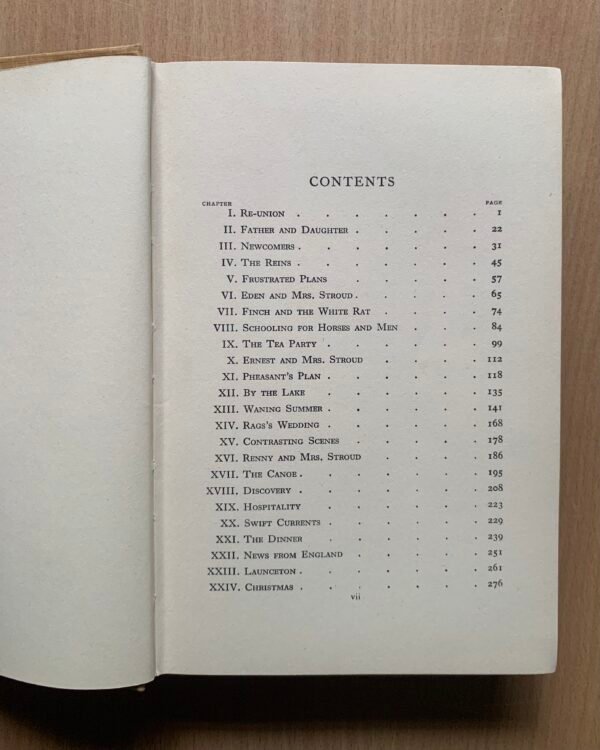 CONTENTS
CHAPTER PAGE
I. RE-UNION . . . . . . . 1
II. FATHER AND DAUGHTER . . . . . 22
III. NEWCOMERS . . . . . . . 31
IV. THE REINS . . . . . . . 45
V. FRUSTRATED PLANS . . . . . 57
VI. EDEN AND MRS. STROUD . . . . . 65
VII. FINCH AND THE WHITE RAT . . . . 74
VIII. SCHOOLING FOR HORSES AND MEN . . . . 84
IX. THE TEA PARTY . . . . . . 99
X. ERNEST AND MRS. STROUD . . . . 112
XI. PHEASANT'S PLAN . . . . . . 118
XII. BY THE LAKE . . . . . . 135
XIII. WANING SUMMER . . . . . . 141
XIV. RAGS'S WEDDING . . . . . . 168
XV. CONTRASTING SCENES . . . . . 178
XVI. RENNY AND MRS. STROUD . . . . 186
XVII. THE CANOE . . . . . . . 195
XVIII. DISCOVERY . . . . . . . 208
XIX. HOSPITALITY . . . . . . 223
XX. SWIFT CURRENTS . . . . . . 229
XXI. THE DINNER . . . . . . 239
XXII. NEWS FROM ENGLAND . . . . . 251
XXIII. LAUNCETON . . . . . . . 261
XXIV. CHRISTMAS . . . . . . . 276
vii